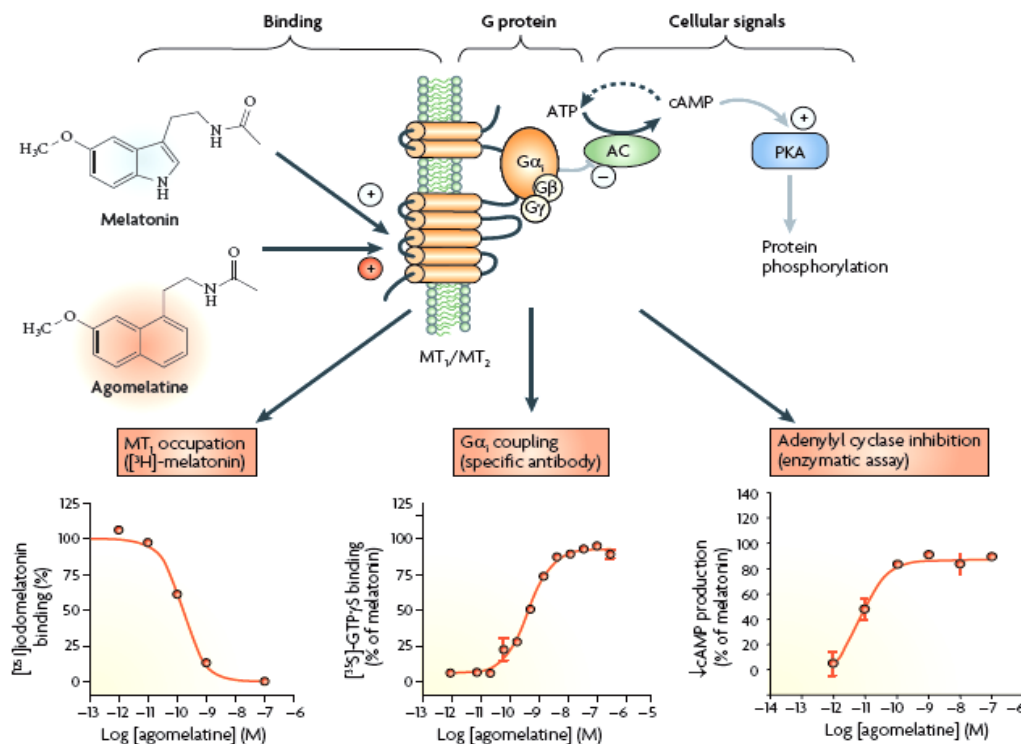 Binding
G protein
Cellular signals
O
N
H
H₃C
O
N
H
Melatonin
O
N
H
H₃C
O
Agomelatine
+
+
MT₁/MT₂
Gαᵢ
Gβ
Gγ
ATP
cAMP
AC
−
+
PKA
Protein
phosphorylation
MT₁ occupation
([³H]-melatonin)
Gαᵢ coupling
(specific antibody)
Adenylyl cyclase inhibition
(enzymatic assay)
[¹²⁵I]iodomelatonin
binding (%)
125
100
75
50
25
0
−13 −12 −11 −10 −9 −8 −7 −6
Log [agomelatine] (M)
[³⁵S]-GTPγS binding
(% of melatonin)
125
100
75
50
25
0
−13 −12 −11 −10 −9 −8 −7 −6 −5
Log [agomelatine] (M)
↓cAMP production
(% of melatonin)
140
120
100
80
60
40
20
0
−14 −13 −12 −11 −10 −9 −8 −7 −6
Log [agomelatine] (M)